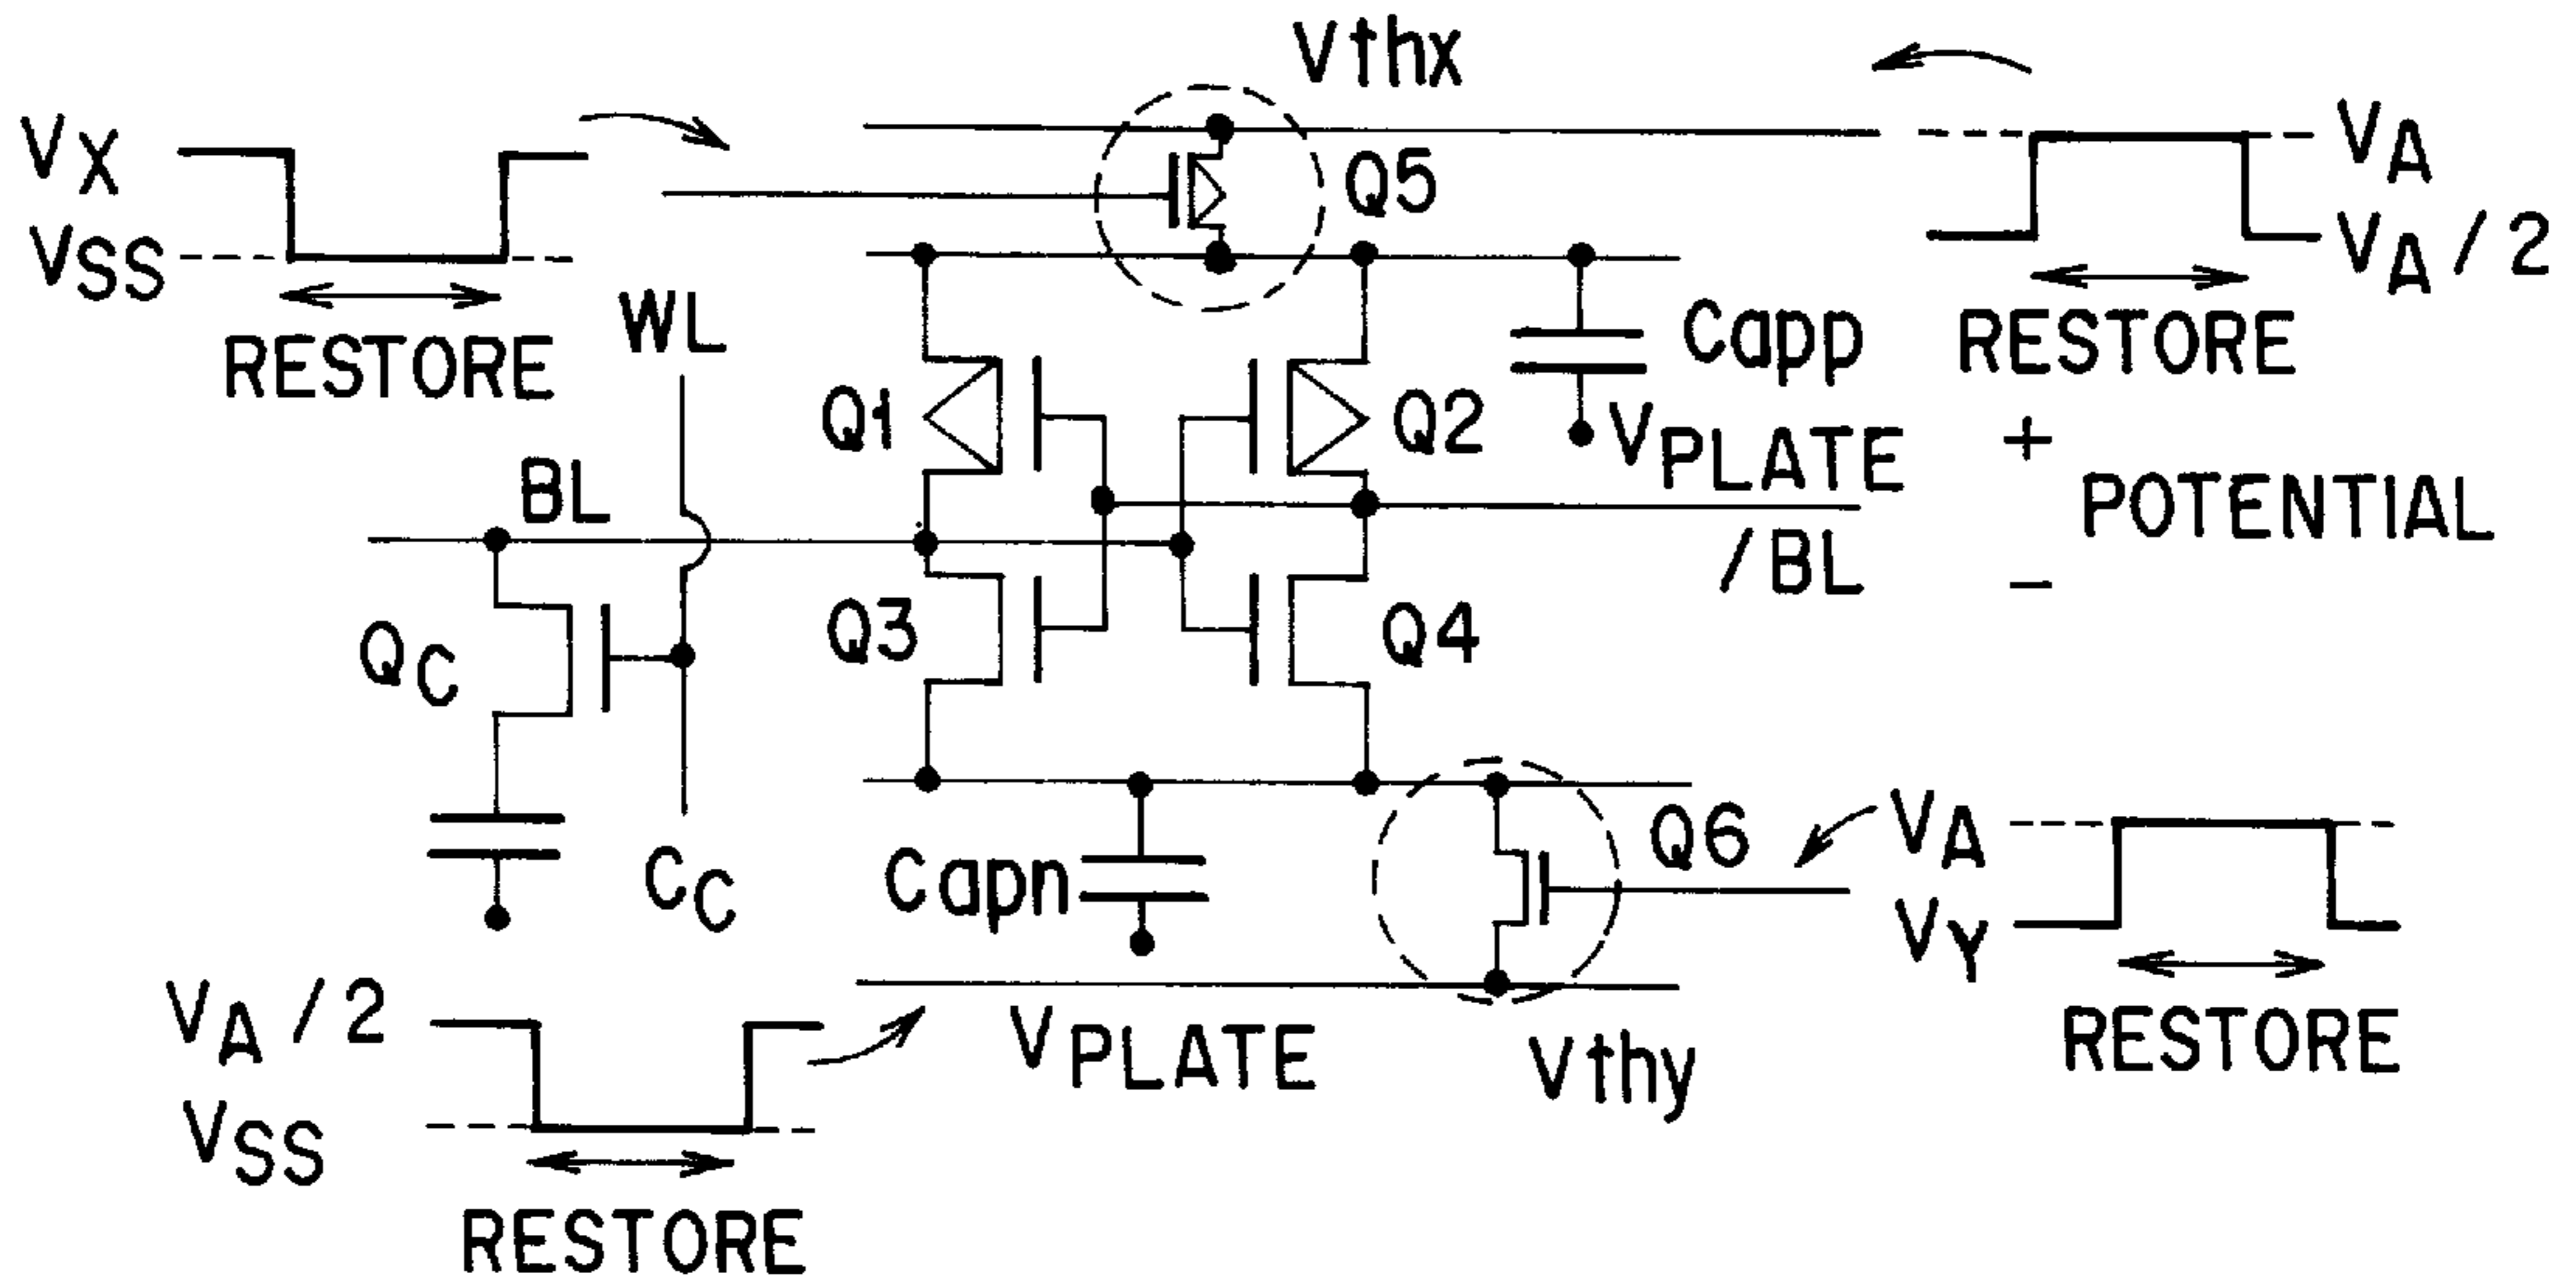 Vthx
VX
VSS
RESTORE
Q5
VA
VA/2
RESTORE
WL
Capp
VPLATE
Q1
Q2
BL
/BL
+
POTENTIAL
−
QC
Q3
Q4
CC
Capn
Q6
VA
VY
RESTORE
VA/2
VSS
RESTORE
VPLATE
Vthy